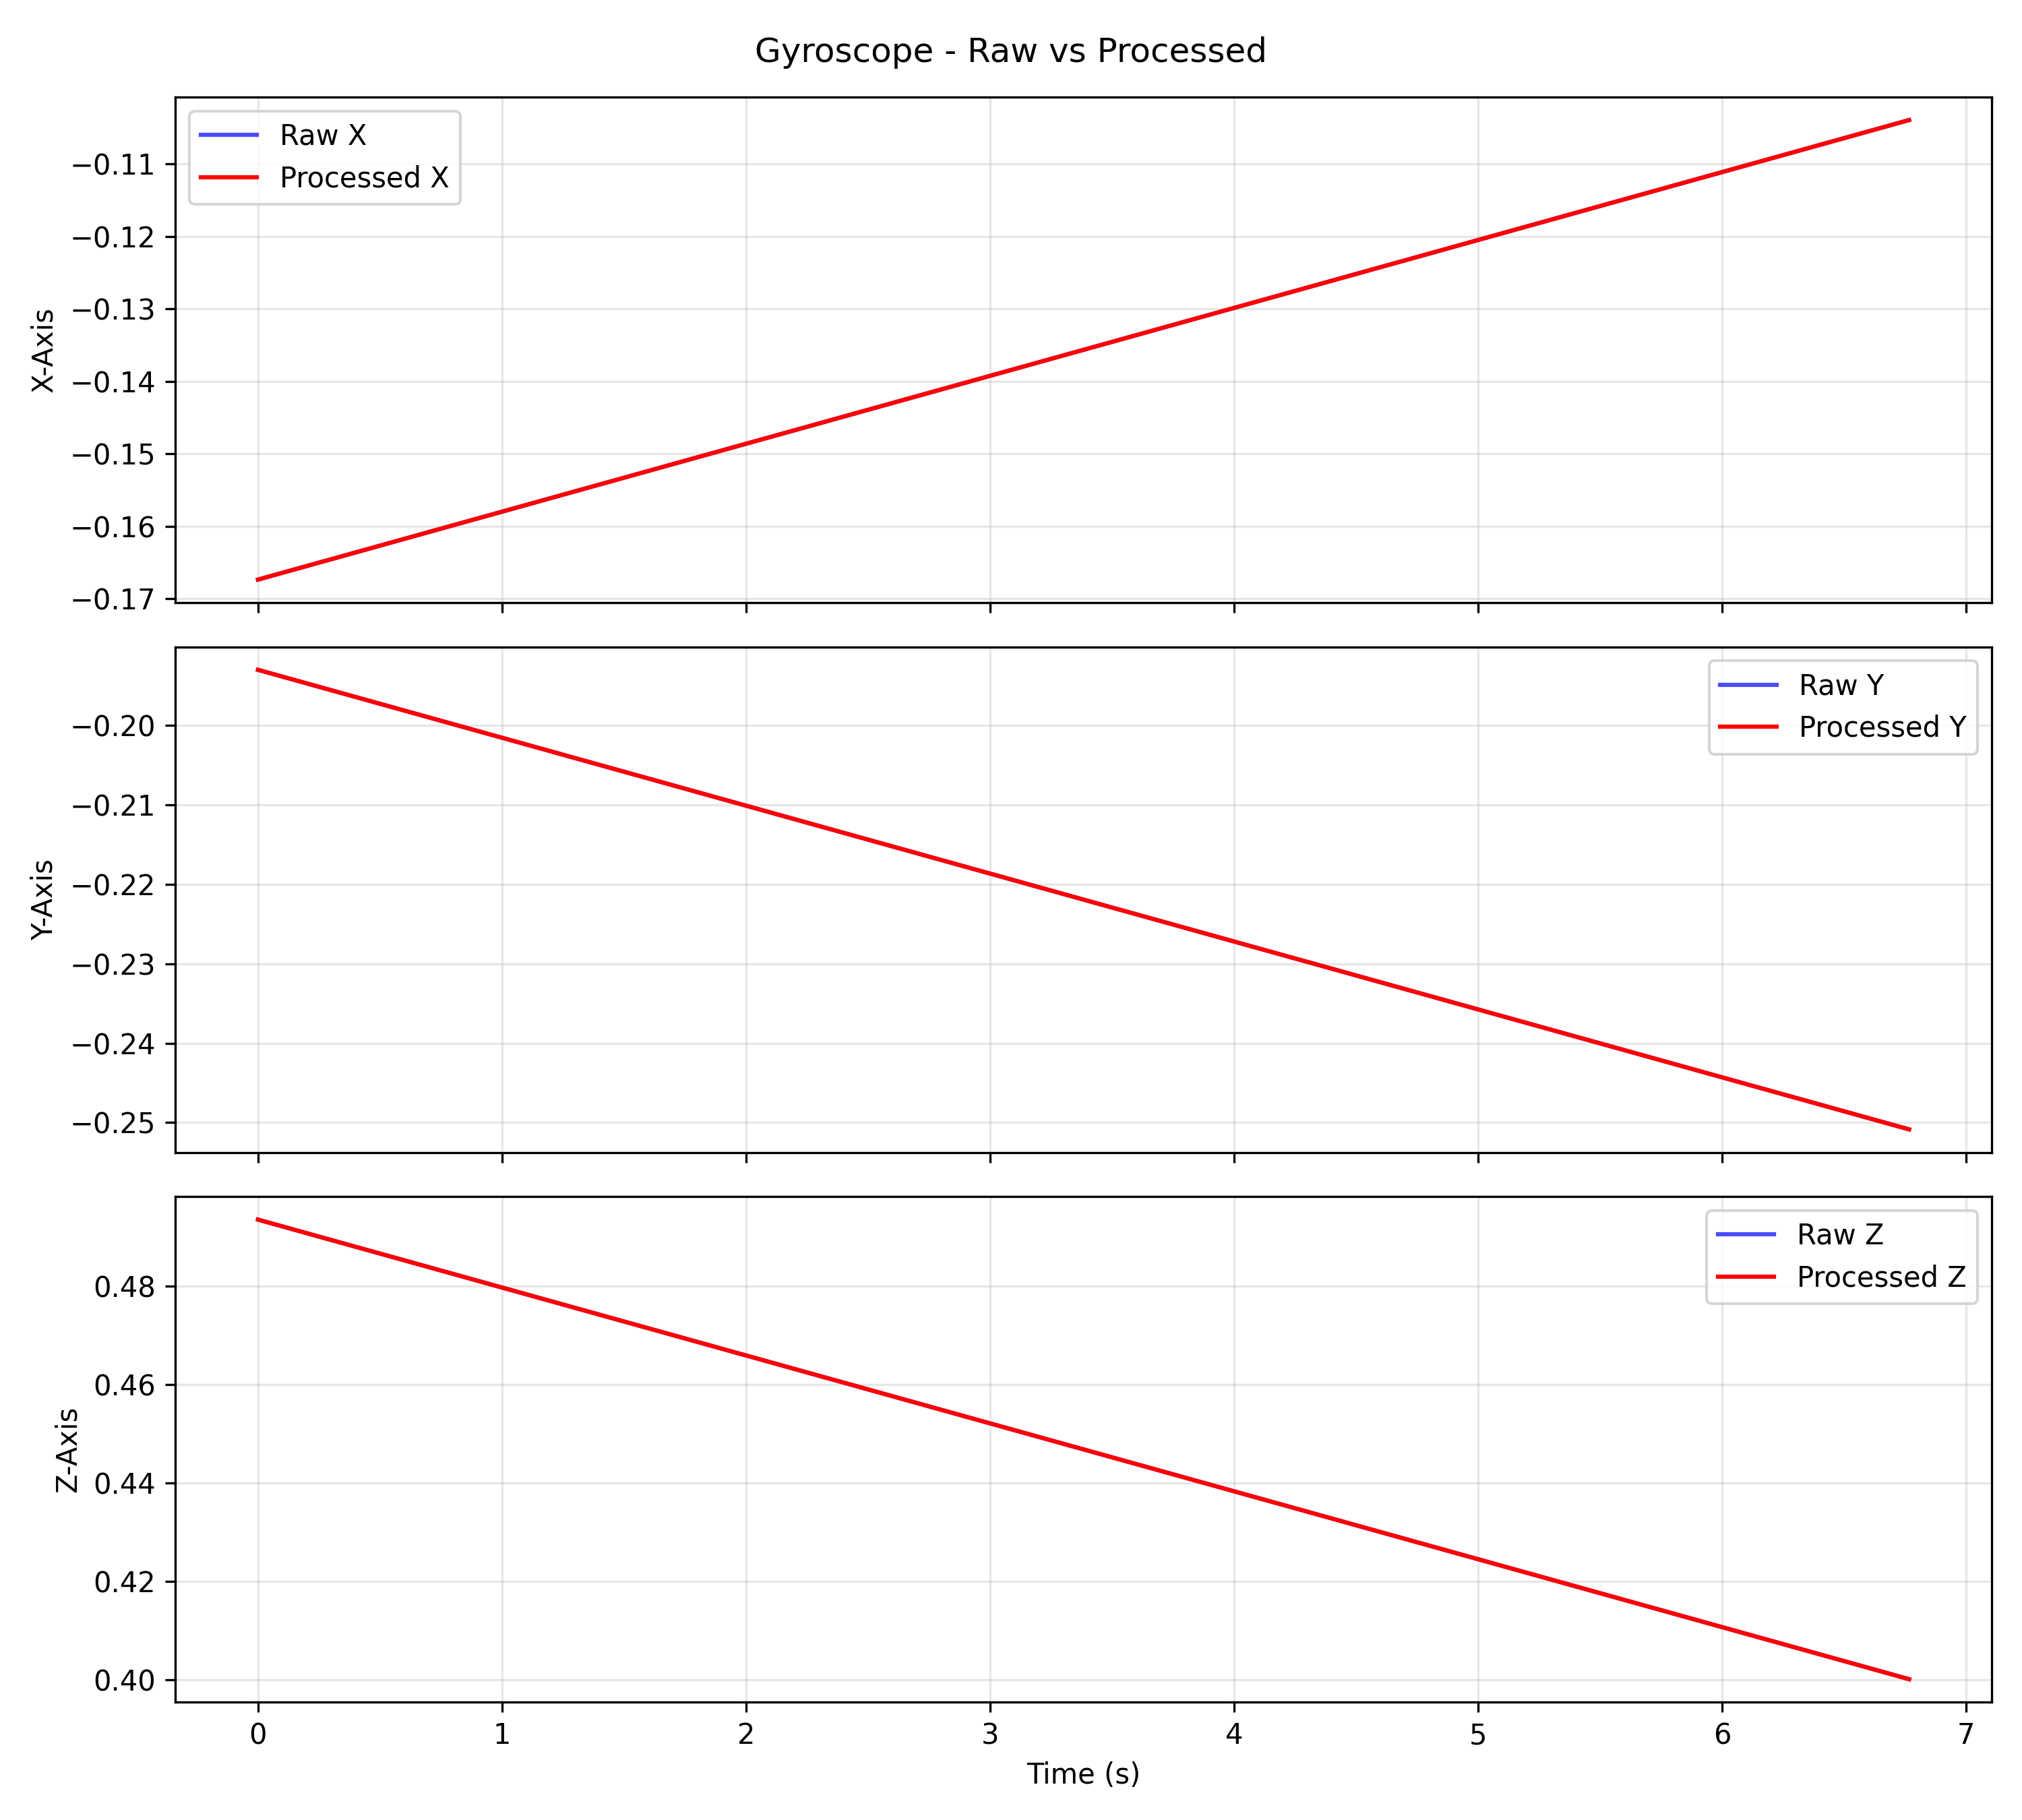 Gyroscope - Raw vs Processed
Raw X
Processed X
X-Axis
−0.11
−0.12
−0.13
−0.14
−0.15
−0.16
−0.17
Raw Y
Processed Y
Y-Axis
−0.20
−0.21
−0.22
−0.23
−0.24
−0.25
Raw Z
Processed Z
Z-Axis
0.48
0.46
0.44
0.42
0.40
0 1 2 3 4 5 6 7
Time (s)